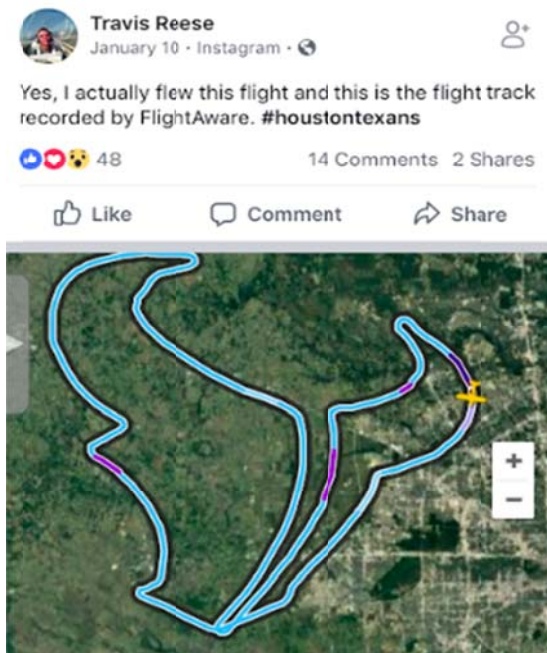 Travis Reese
January 10 · Instagram ·
Yes, I actually flew this flight and this is the flight track
recorded by FlightAware. #houstontexans
48
14 Comments 2 Shares
Like
Comment
Share
+
−